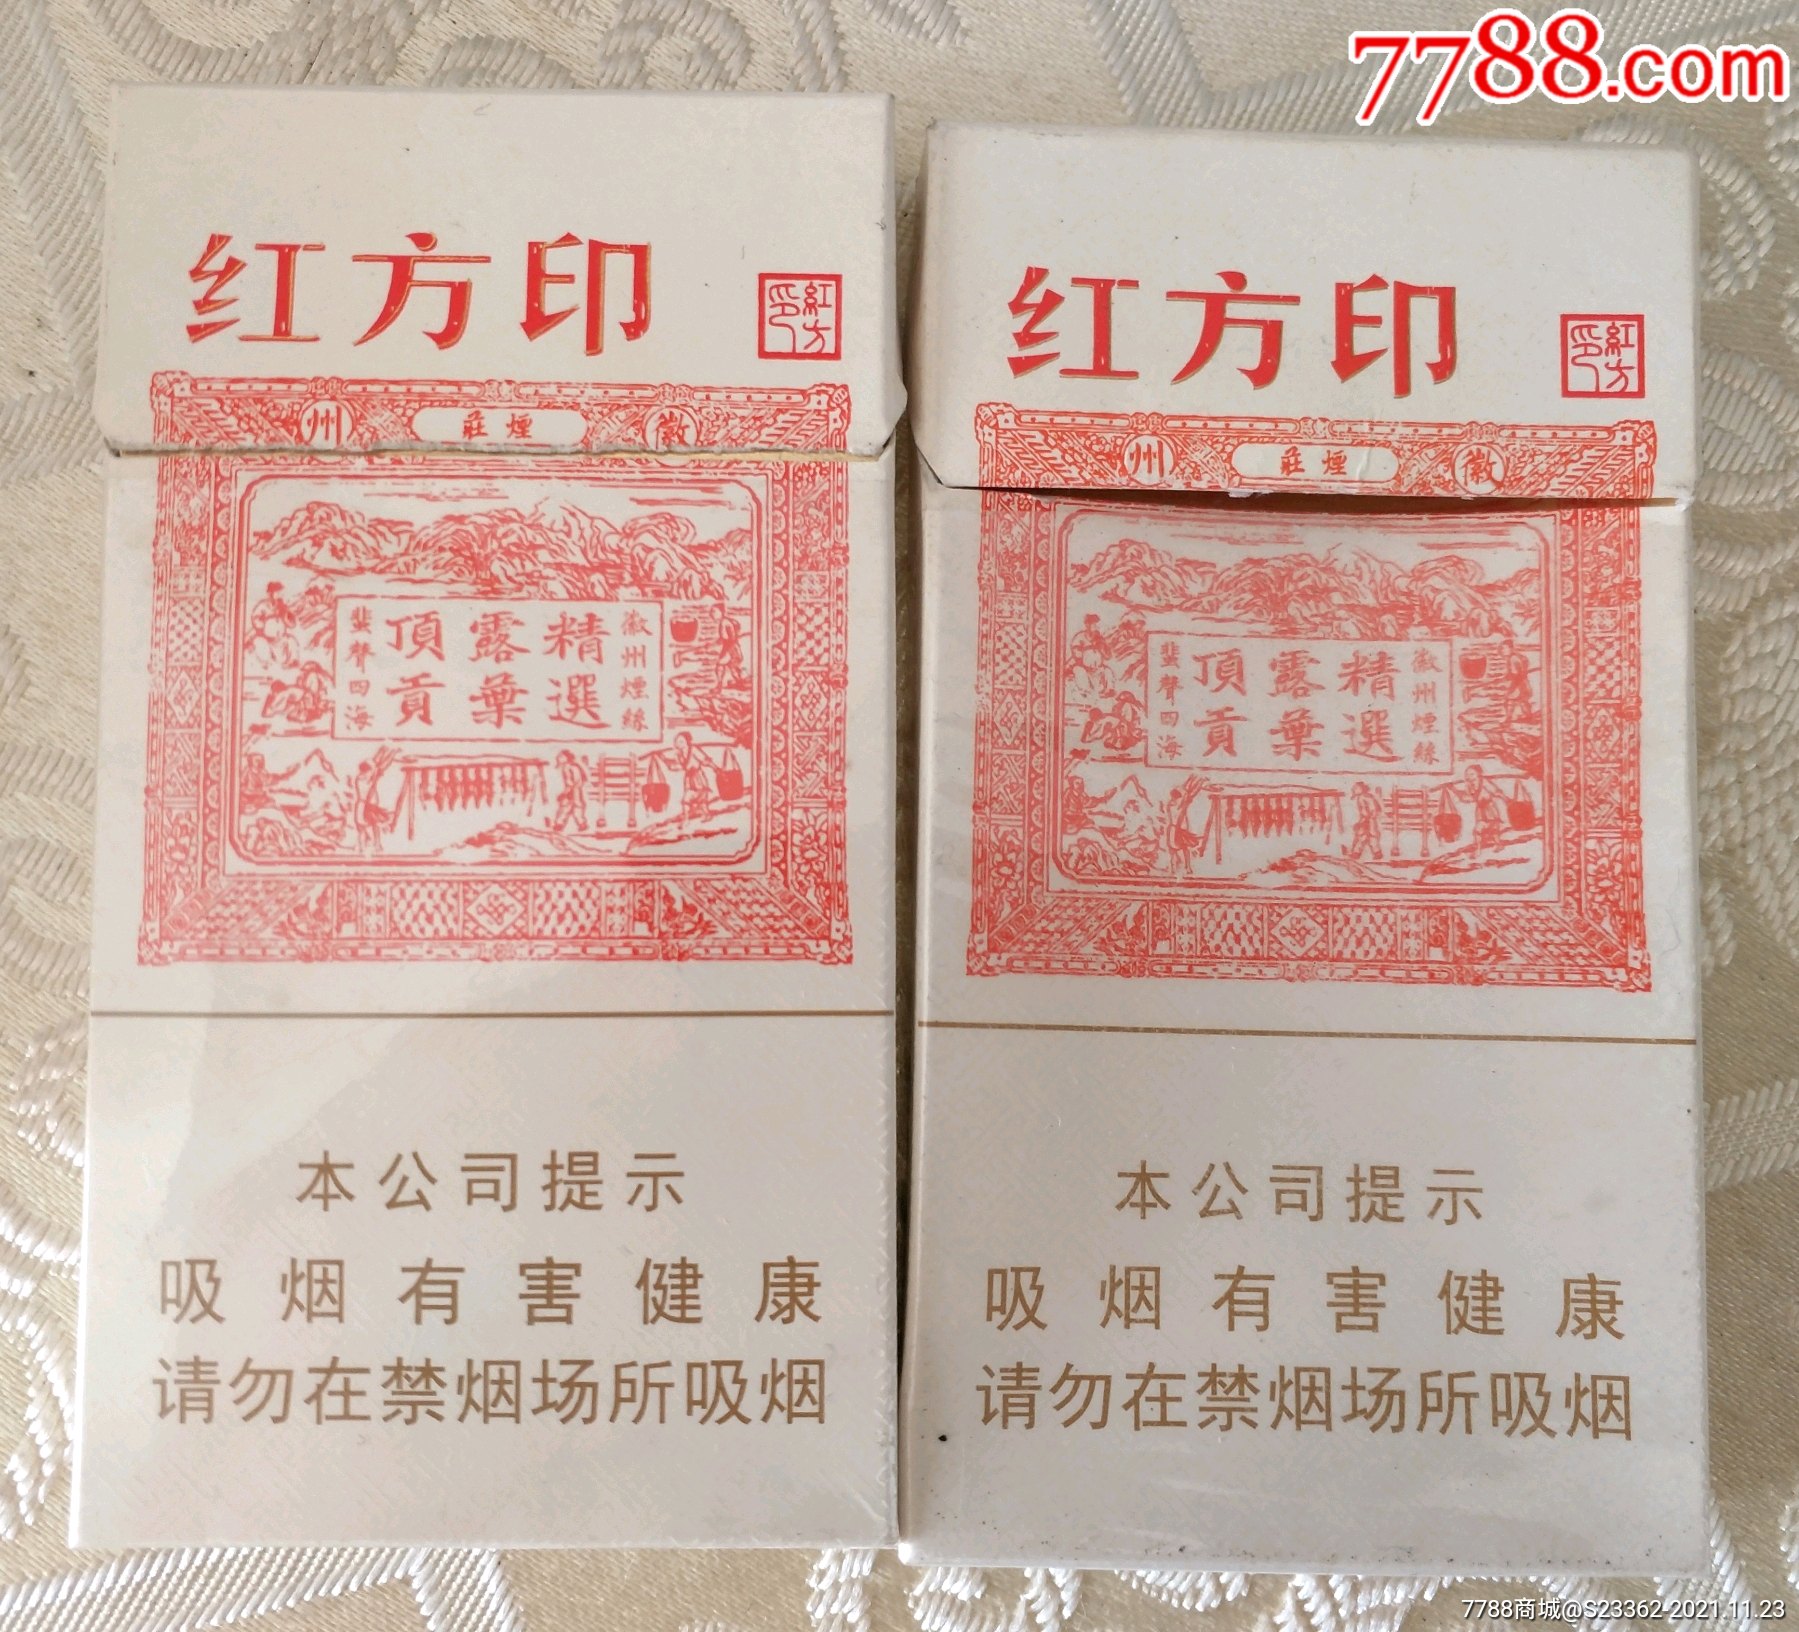 7788.com
红方印
紅方印
州 莊煙 徽
徽州煙絲
精選
露葉
頂貢
蜚聲四海
本公司提示
吸烟有害健康
请勿在禁烟场所吸烟
红方印
紅方印
州 莊煙 徽
徽州煙絲
精選
露葉
頂貢
蜚聲四海
本公司提示
吸烟有害健康
请勿在禁烟场所吸烟
7788商城@S23362-2021.11.23